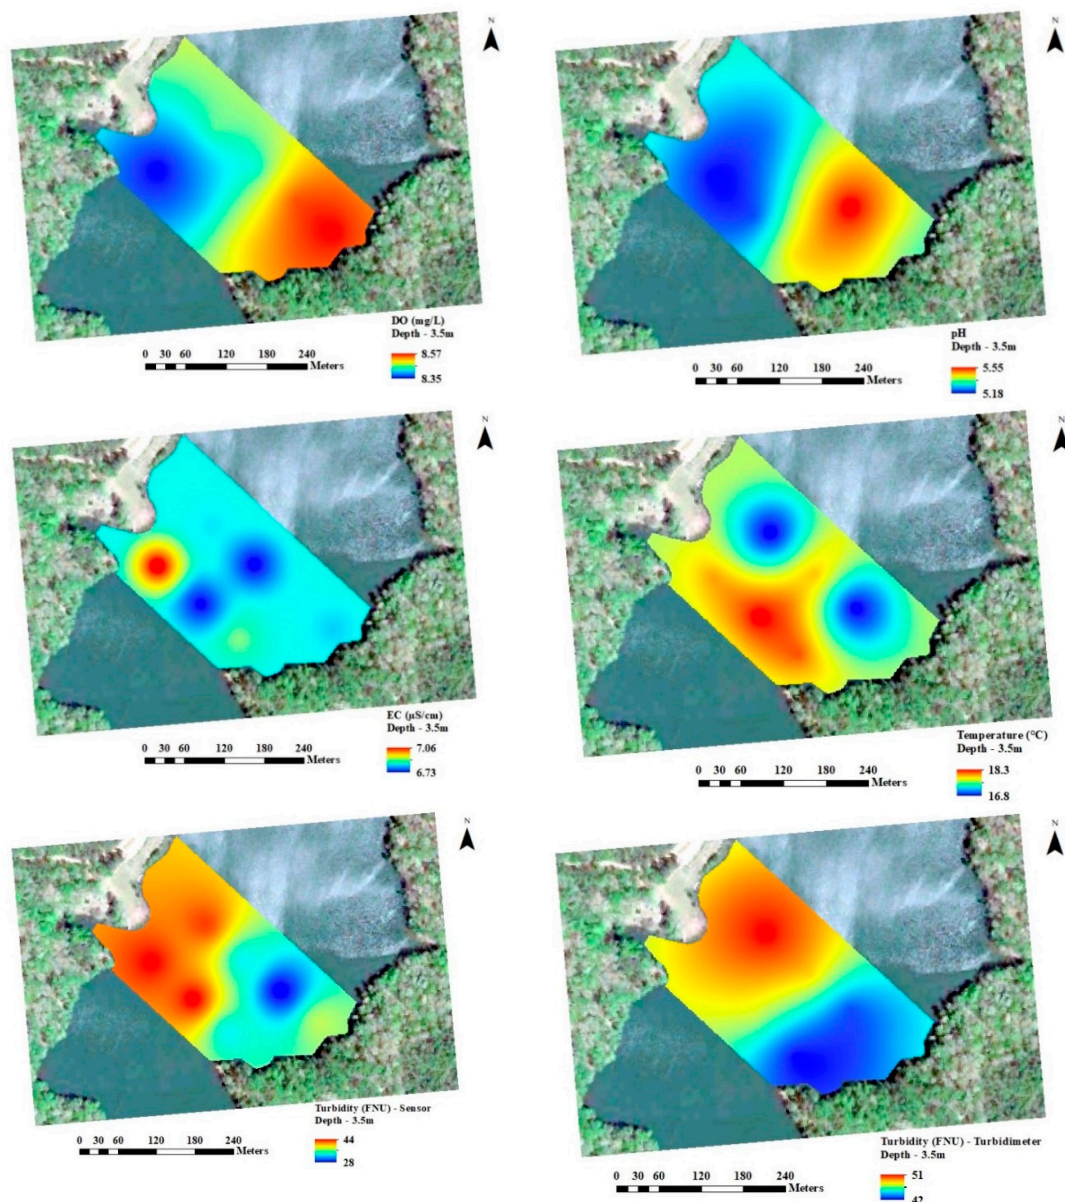 N
DO (mg/L)
Depth - 3.5m
8.57
8.35
0 30 60 120 180 240
Meters
N
pH
Depth - 3.5m
5.55
5.18
0 30 60 120 180 240
Meters
N
EC (µS/cm)
Depth - 3.5m
7.06
6.73
0 30 60 120 180 240
Meters
N
Temperature (°C)
Depth - 3.5m
18.3
16.8
0 30 60 120 180 240
Meters
N
Turbidity (FNU) - Sensor
Depth - 3.5m
44
28
0 30 60 120 180 240
Meters
N
Turbidity (FNU) - Turbidimeter
Depth - 3.5m
51
42
0 30 60 120 180 240
Meters